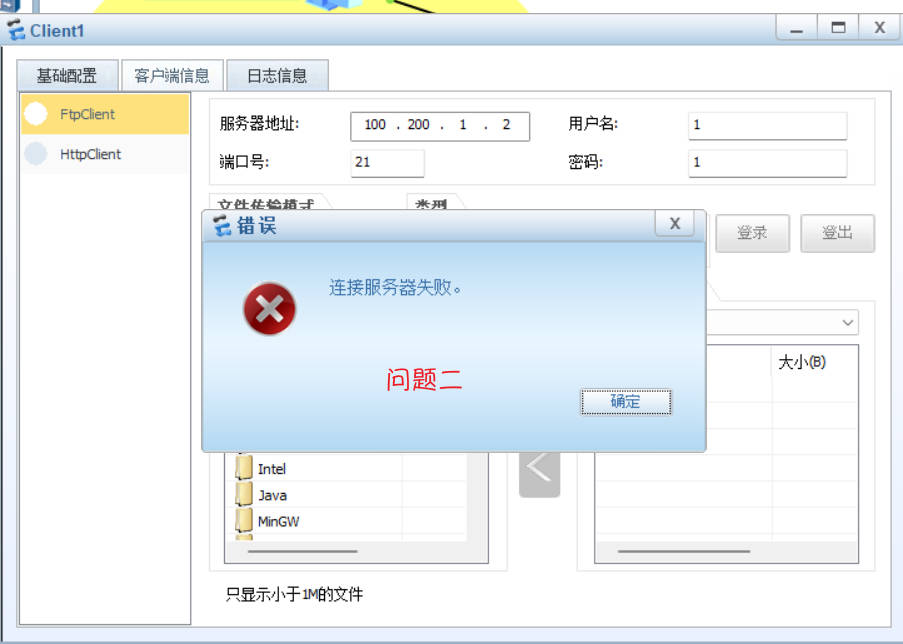 Client1
基础配置 客户端信息 日志信息
FtpClient
HttpClient
服务器地址: 100 . 200 . 1 . 2 用户名: 1
端口号: 21 密码: 1
文件传输模式 类型
错误 X
登录 登出
连接服务器失败。
问题二
确定
大小(B)
Intel
Java
MinGW
只显示小于1M的文件